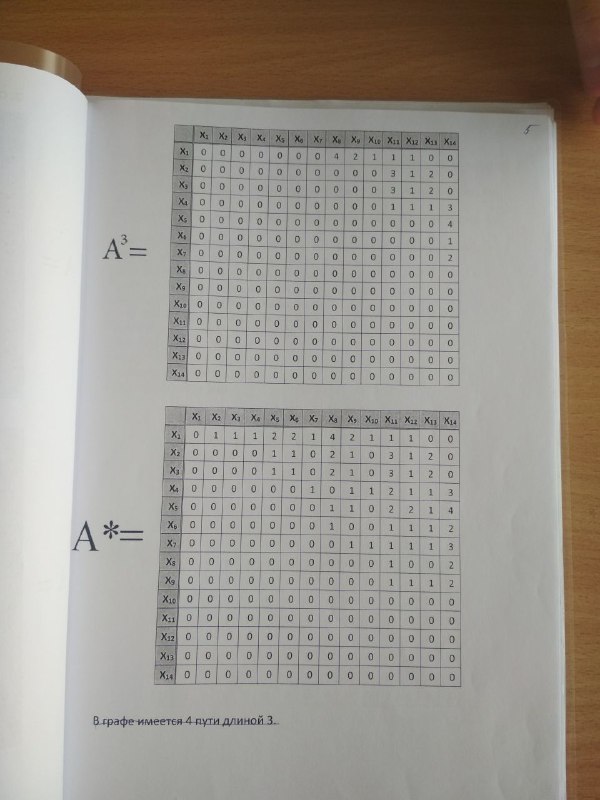 5
X₁ X₂ X₃ X₄ X₅ X₆ X₇ X₈ X₉ X₁₀ X₁₁ X₁₂ X₁₃ X₁₄
X₁ 0 0 0 0 0 0 0 4 2 1 1 1 0 0
X₂ 0 0 0 0 0 0 0 0 0 0 3 1 2 0
X₃ 0 0 0 0 0 0 0 0 0 0 3 1 2 0
X₄ 0 0 0 0 0 0 0 0 0 0 1 1 1 3
X₅ 0 0 0 0 0 0 0 0 0 0 0 0 0 4
X₆ 0 0 0 0 0 0 0 0 0 0 0 0 0 1
A³=
X₇ 0 0 0 0 0 0 0 0 0 0 0 0 0 2
X₈ 0 0 0 0 0 0 0 0 0 0 0 0 0 0
X₉ 0 0 0 0 0 0 0 0 0 0 0 0 0 0
X₁₀ 0 0 0 0 0 0 0 0 0 0 0 0 0 0
X₁₁ 0 0 0 0 0 0 0 0 0 0 0 0 0 0
X₁₂ 0 0 0 0 0 0 0 0 0 0 0 0 0 0
X₁₃ 0 0 0 0 0 0 0 0 0 0 0 0 0 0
X₁₄ 0 0 0 0 0 0 0 0 0 0 0 0 0 0
X₁ X₂ X₃ X₄ X₅ X₆ X₇ X₈ X₉ X₁₀ X₁₁ X₁₂ X₁₃ X₁₄
X₁ 0 1 1 1 2 2 1 4 2 1 1 1 0 0
X₂ 0 0 0 0 1 1 0 2 1 0 3 1 2 0
X₃ 0 0 0 0 1 1 0 2 1 0 3 1 2 0
X₄ 0 0 0 0 0 0 1 0 1 1 2 1 1 3
X₅ 0 0 0 0 0 0 0 1 1 0 2 2 1 4
X₆ 0 0 0 0 0 0 0 1 0 0 1 1 1 2
A*=
X₇ 0 0 0 0 0 0 0 0 1 1 1 1 1 3
X₈ 0 0 0 0 0 0 0 0 0 0 1 0 0 2
X₉ 0 0 0 0 0 0 0 0 0 0 1 1 1 2
X₁₀ 0 0 0 0 0 0 0 0 0 0 0 0 0 0
X₁₁ 0 0 0 0 0 0 0 0 0 0 0 0 0 0
X₁₂ 0 0 0 0 0 0 0 0 0 0 0 0 0 0
X₁₃ 0 0 0 0 0 0 0 0 0 0 0 0 0 0
X₁₄ 0 0 0 0 0 0 0 0 0 0 0 0 0 0
В графе имеется 4 пути длиной 3.